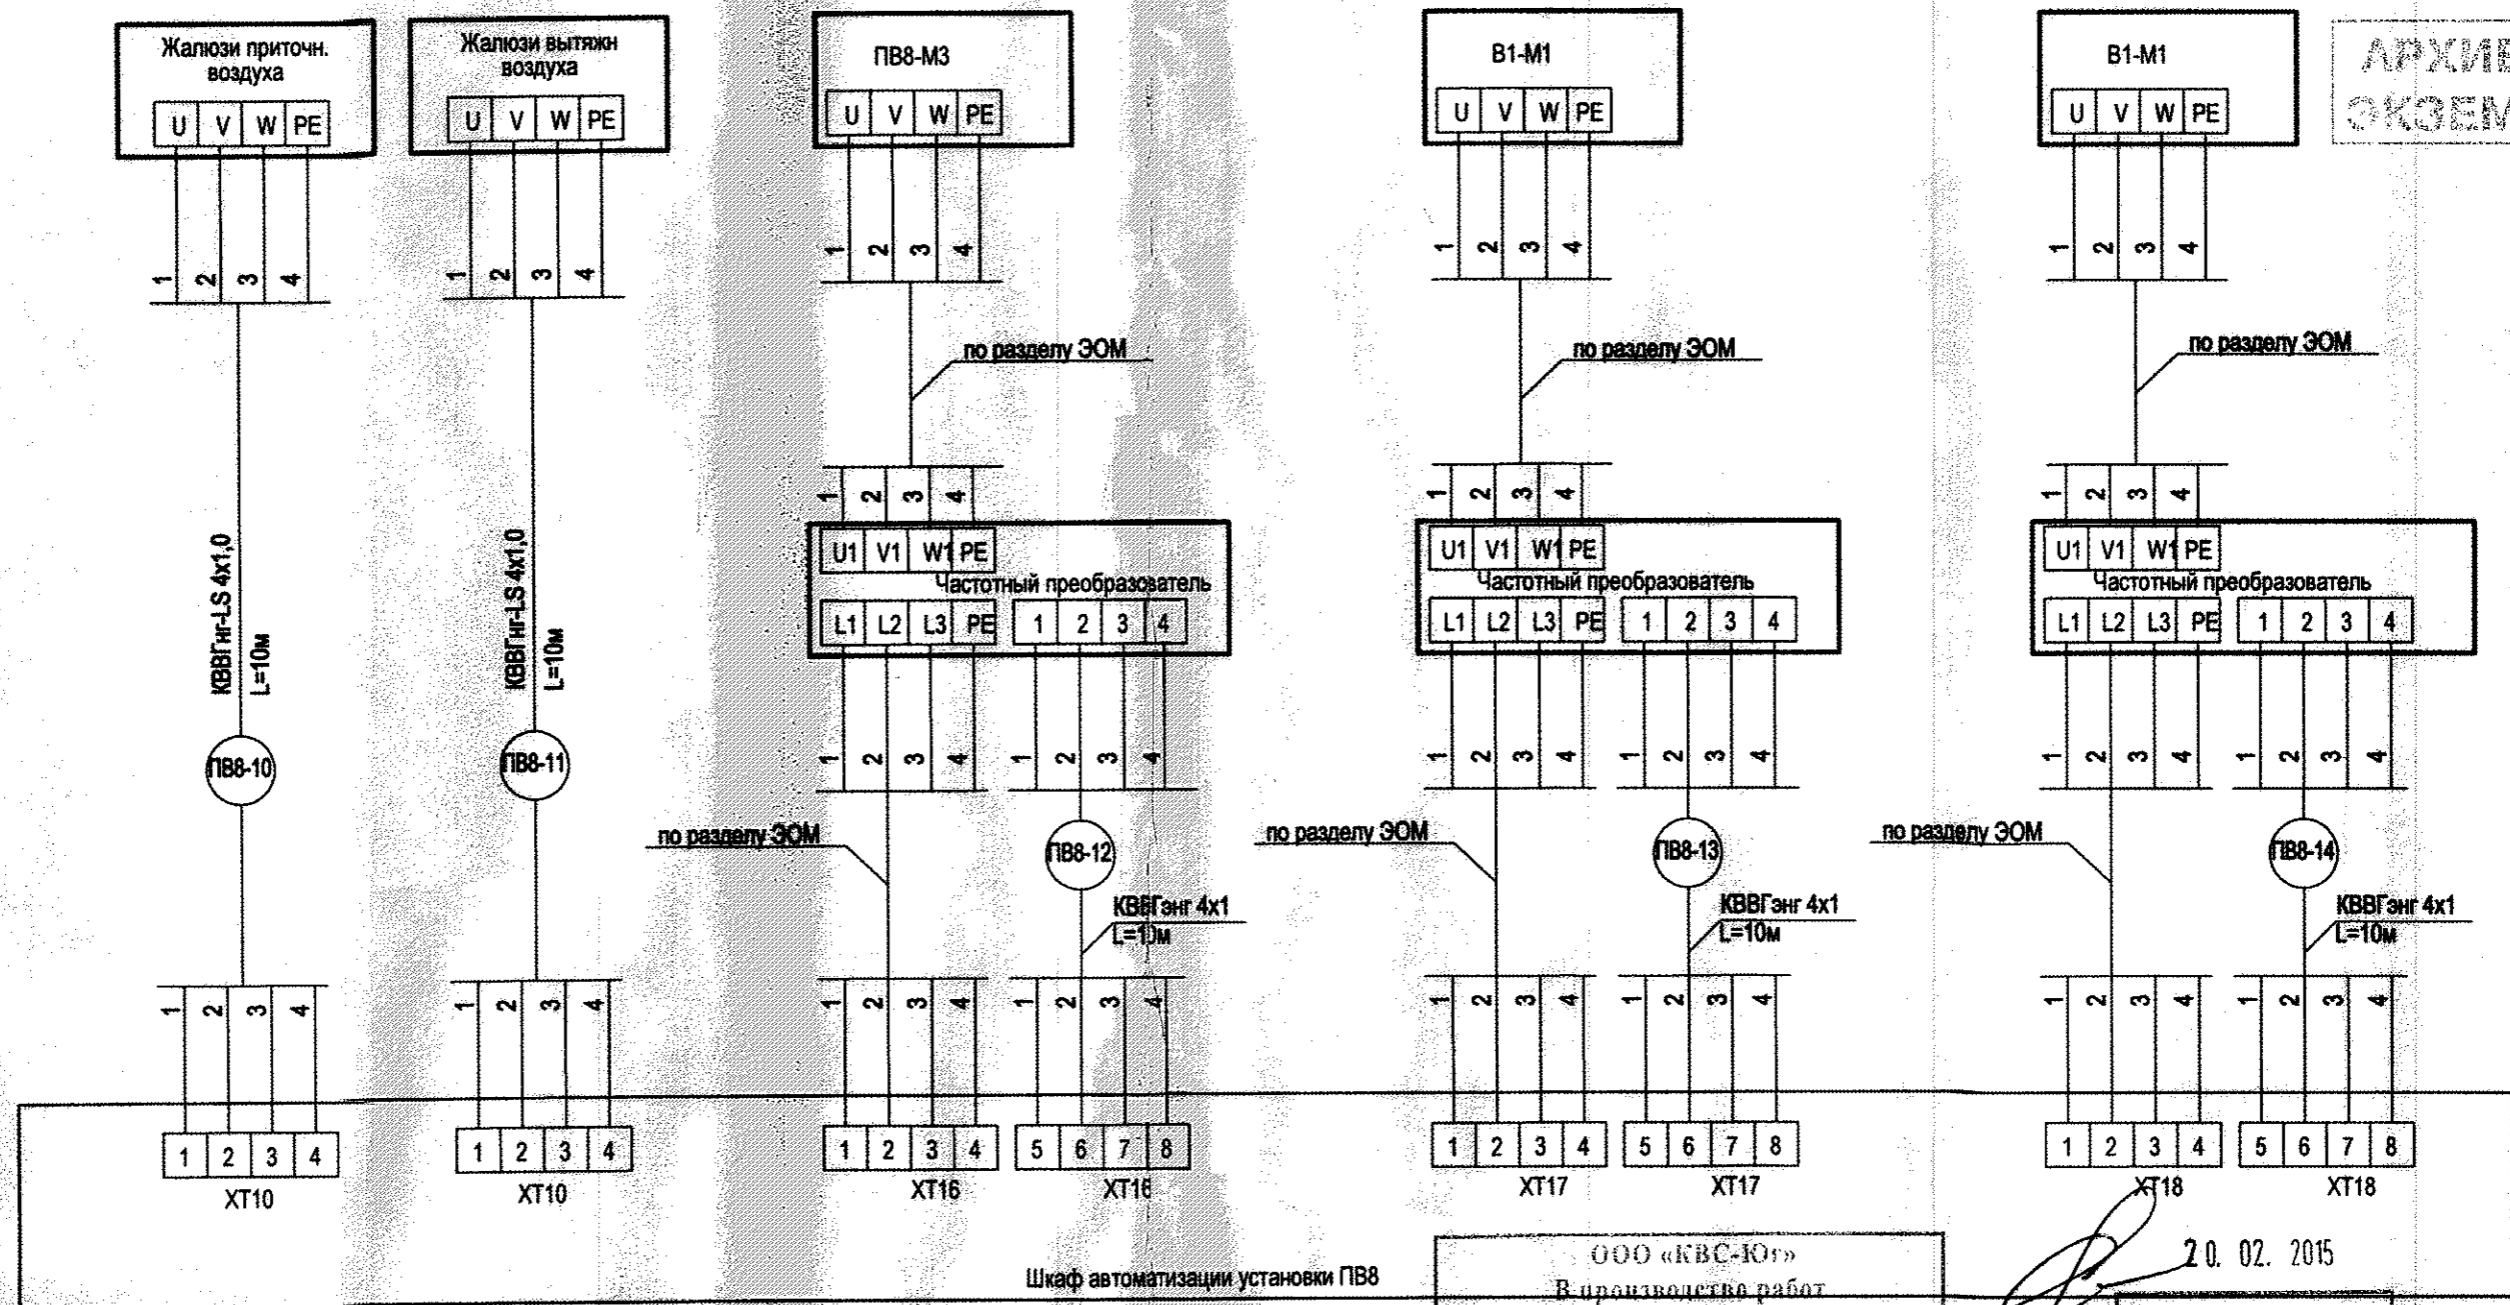 Жалюзи приточн.
воздуха
U V W PE
Жалюзи вытяжн
воздуха
U V W PE
ПВ8-М3
U V W PE
В1-М1
U V W PE
В1-М1
U V W PE
АРХИВ
ЭКЗЕМ
1 2 3 4
1 2 3 4
1 2 3 4
1 2 3 4
1 2 3 4
по разделу ЭОМ
по разделу ЭОМ
по разделу ЭОМ
1 2 3 4
1 2 3 4
1 2 3 4
КВВГнг-LS 4х1,0
L=10м
КВВГнг-LS 4х1,0
L=10м
U1 V1 W1 PE
Частотный преобразователь
L1 L2 L3 PE 1 2 3 4
U1 V1 W1 PE
Частотный преобразователь
L1 L2 L3 PE 1 2 3 4
U1 V1 W1 PE
Частотный преобразователь
L1 L2 L3 PE 1 2 3 4
1 2 3 4 1 2 3 4
1 2 3 4 1 2 3 4
1 2 3 4 1 2 3 4
ПВ8-10
ПВ8-11
по разделу ЭОМ
ПВ8-12
по разделу ЭОМ
ПВ8-13
по разделу ЭОМ
ПВ8-14
КВВГэнг 4х1
L=10м
КВВГэнг 4х1
L=10м
КВВГэнг 4х1
L=10м
1 2 3 4
1 2 3 4
1 2 3 4 1 2 3 4
1 2 3 4 1 2 3 4
1 2 3 4 1 2 3 4
1 2 3 4
ХТ10
1 2 3 4
ХТ10
1 2 3 4
ХТ16
5 6 7 8
ХТ16
1 2 3 4
ХТ17
5 6 7 8
ХТ17
1 2 3 4
ХТ18
5 6 7 8
ХТ18
Шкаф автоматизации установки ПВ8
ООО «КВС-Юг»
В производство работ
20. 02. 2015